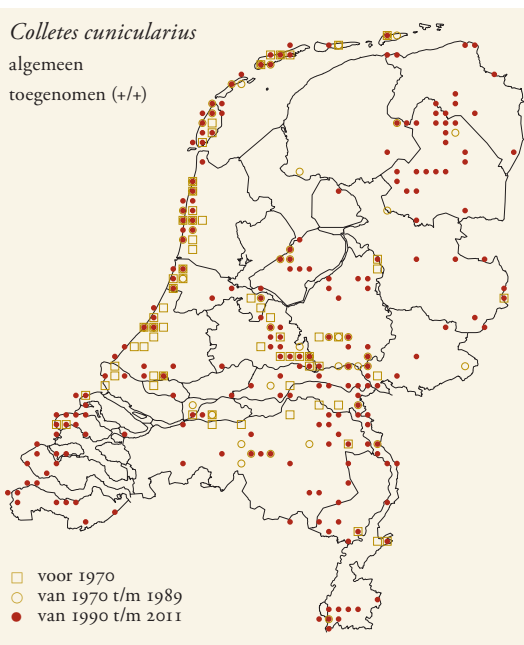 Colletes cunicularius
algemeen
toegenomen (+/+)
voor 1970
van 1970 t/m 1989
van 1990 t/m 2011